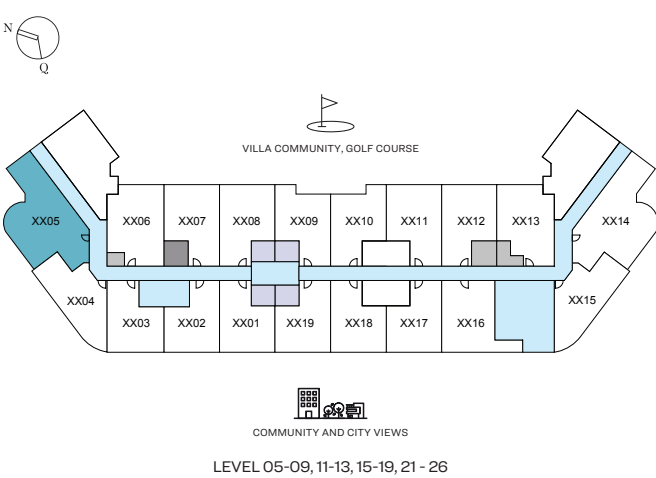 N
Q
VILLA COMMUNITY, GOLF COURSE
XX05
XX06
XX07
XX08
XX09
XX10
XX11
XX12
XX13
XX14
XX04
XX03
XX02
XX01
XX19
XX18
XX17
XX16
XX15
COMMUNITY AND CITY VIEWS
LEVEL 05-09, 11-13, 15-19, 21 - 26